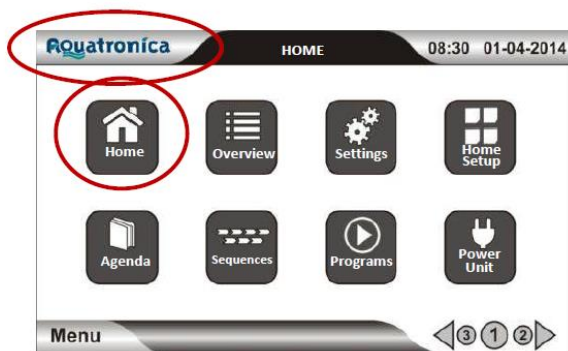 Aquatronica
HOME
08:30 01-04-2014
Home
Overview
Settings
Home
Setup
Agenda
Sequences
Programs
Power
Unit
Menu
3 1 2